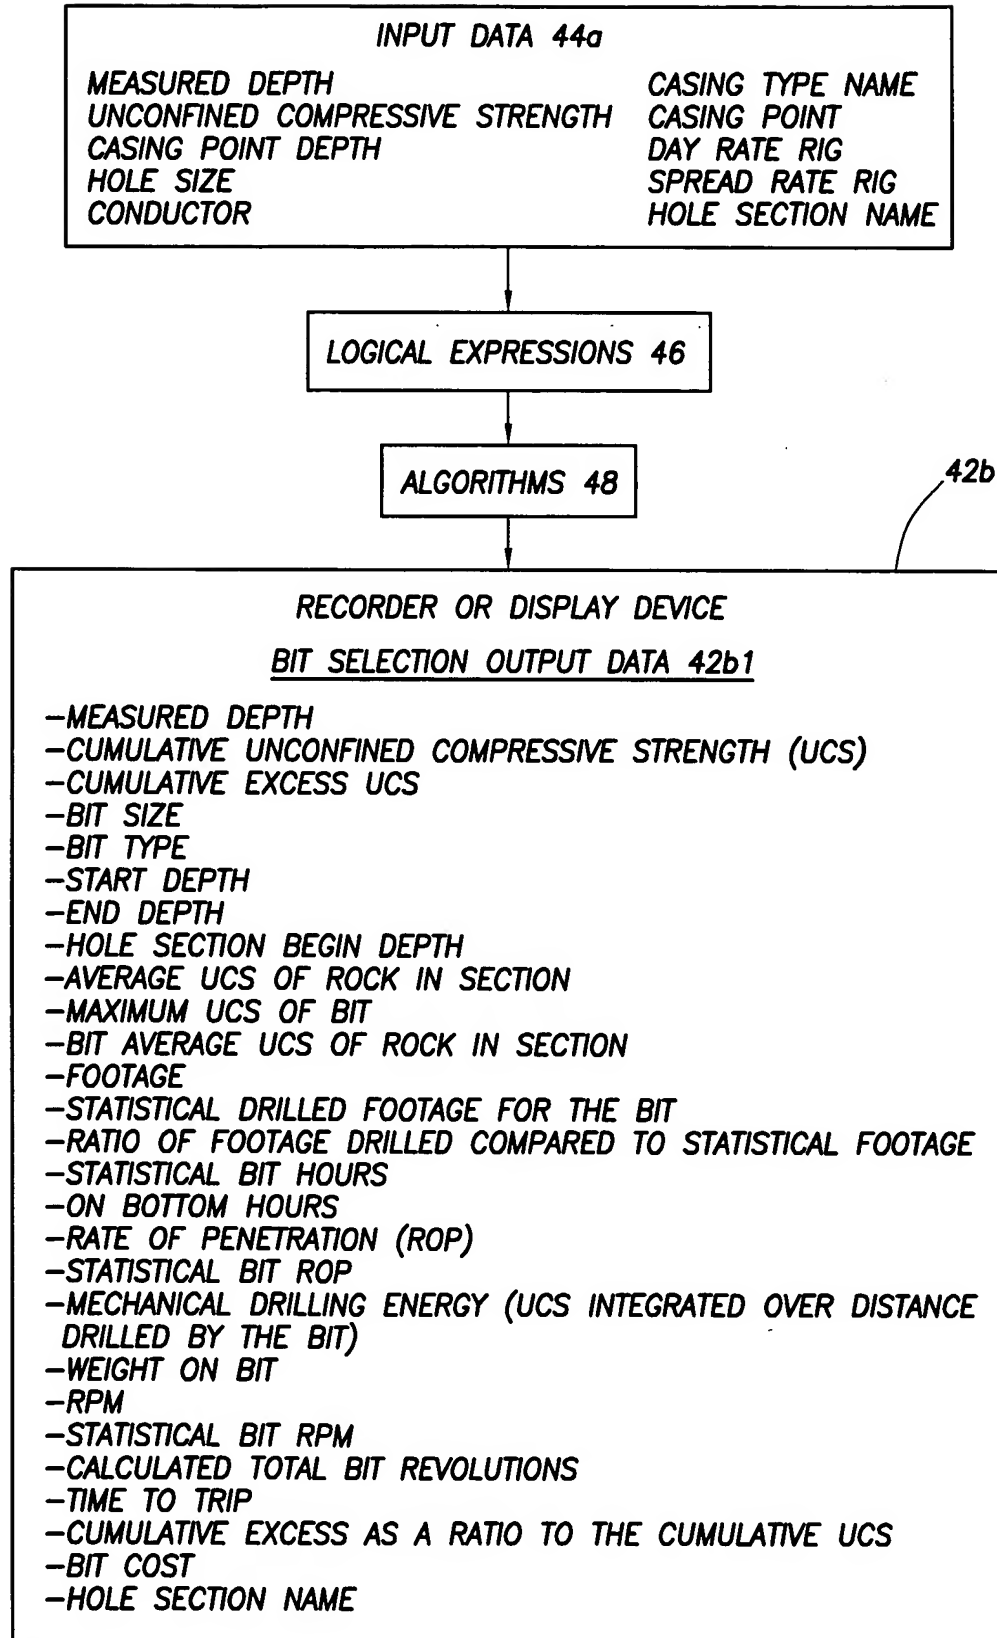 INPUT DATA 44a
MEASURED DEPTH
UNCONFINED COMPRESSIVE STRENGTH
CASING POINT DEPTH
HOLE SIZE
CONDUCTOR
CASING TYPE NAME
CASING POINT
DAY RATE RIG
SPREAD RATE RIG
HOLE SECTION NAME
LOGICAL EXPRESSIONS 46
ALGORITHMS 48
42b
RECORDER OR DISPLAY DEVICE
BIT SELECTION OUTPUT DATA 42b1
-MEASURED DEPTH
-CUMULATIVE UNCONFINED COMPRESSIVE STRENGTH (UCS)
-CUMULATIVE EXCESS UCS
-BIT SIZE
-BIT TYPE
-START DEPTH
-END DEPTH
-HOLE SECTION BEGIN DEPTH
-AVERAGE UCS OF ROCK IN SECTION
-MAXIMUM UCS OF BIT
-BIT AVERAGE UCS OF ROCK IN SECTION
-FOOTAGE
-STATISTICAL DRILLED FOOTAGE FOR THE BIT
-RATIO OF FOOTAGE DRILLED COMPARED TO STATISTICAL FOOTAGE
-STATISTICAL BIT HOURS
-ON BOTTOM HOURS
-RATE OF PENETRATION (ROP)
-STATISTICAL BIT ROP
-MECHANICAL DRILLING ENERGY (UCS INTEGRATED OVER DISTANCE
DRILLED BY THE BIT)
-WEIGHT ON BIT
-RPM
-STATISTICAL BIT RPM
-CALCULATED TOTAL BIT REVOLUTIONS
-TIME TO TRIP
-CUMULATIVE EXCESS AS A RATIO TO THE CUMULATIVE UCS
-BIT COST
-HOLE SECTION NAME